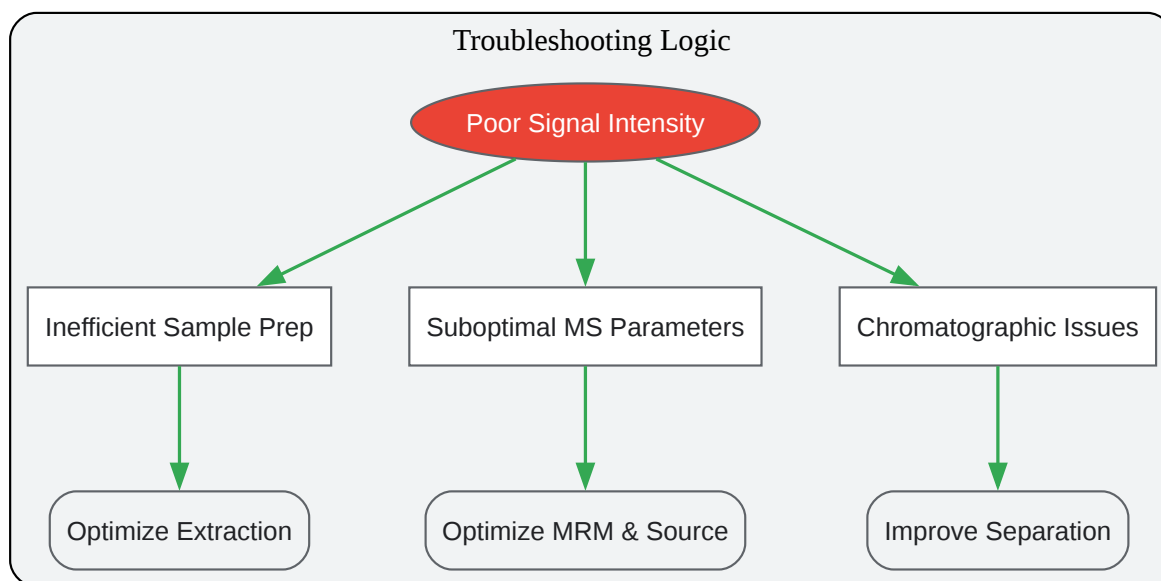 Troubleshooting Logic
Poor Signal Intensity
Inefficient Sample Prep
Suboptimal MS Parameters
Chromatographic Issues
Optimize Extraction
Optimize MRM & Source
Improve Separation